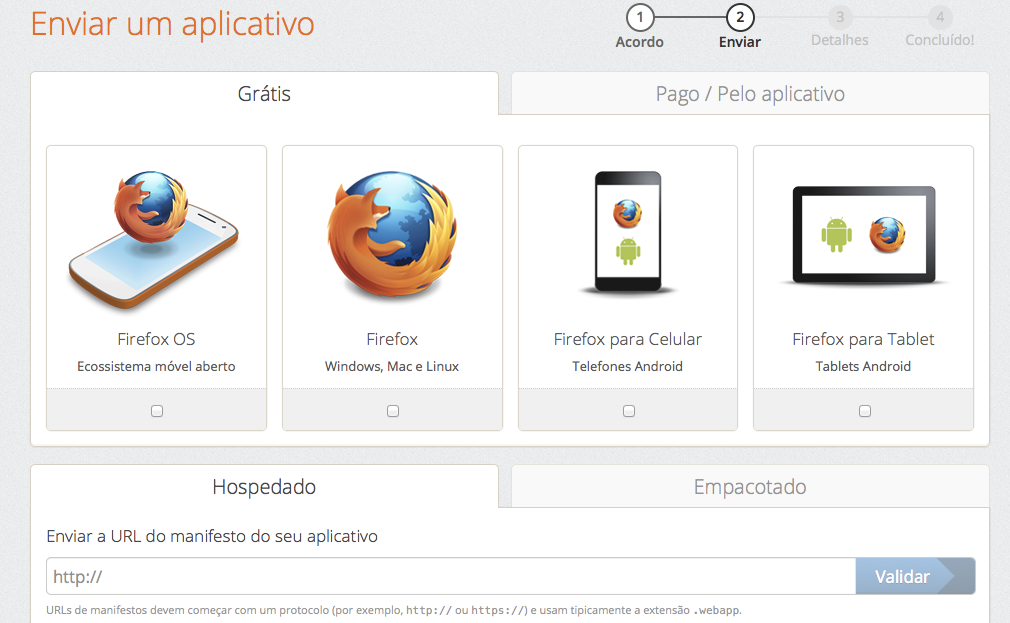 Enviar um aplicativo
1 2 3 4
Acordo Enviar Detalhes Concluído!
Grátis Pago / Pelo aplicativo
Firefox OS Firefox Firefox para Celular Firefox para Tablet
Ecossistema móvel aberto Windows, Mac e Linux Telefones Android Tablets Android
Hospedado Empacotado
Enviar a URL do manifesto do seu aplicativo
http:// Validar
URLs de manifestos devem começar com um protocolo (por exemplo, http:// ou https://) e usam tipicamente a extensão .webapp.